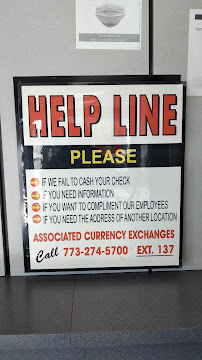 HELP LINE
PLEASE
IF WE FAIL TO CASH YOUR CHECK
IF YOU NEED INFORMATION
IF YOU WANT TO COMPLIMENT OUR EMPLOYEES
IF YOU NEED THE ADDRESS OF ANOTHER LOCATION
ASSOCIATED CURRENCY EXCHANGES
Call 773-274-5700 EXT. 137